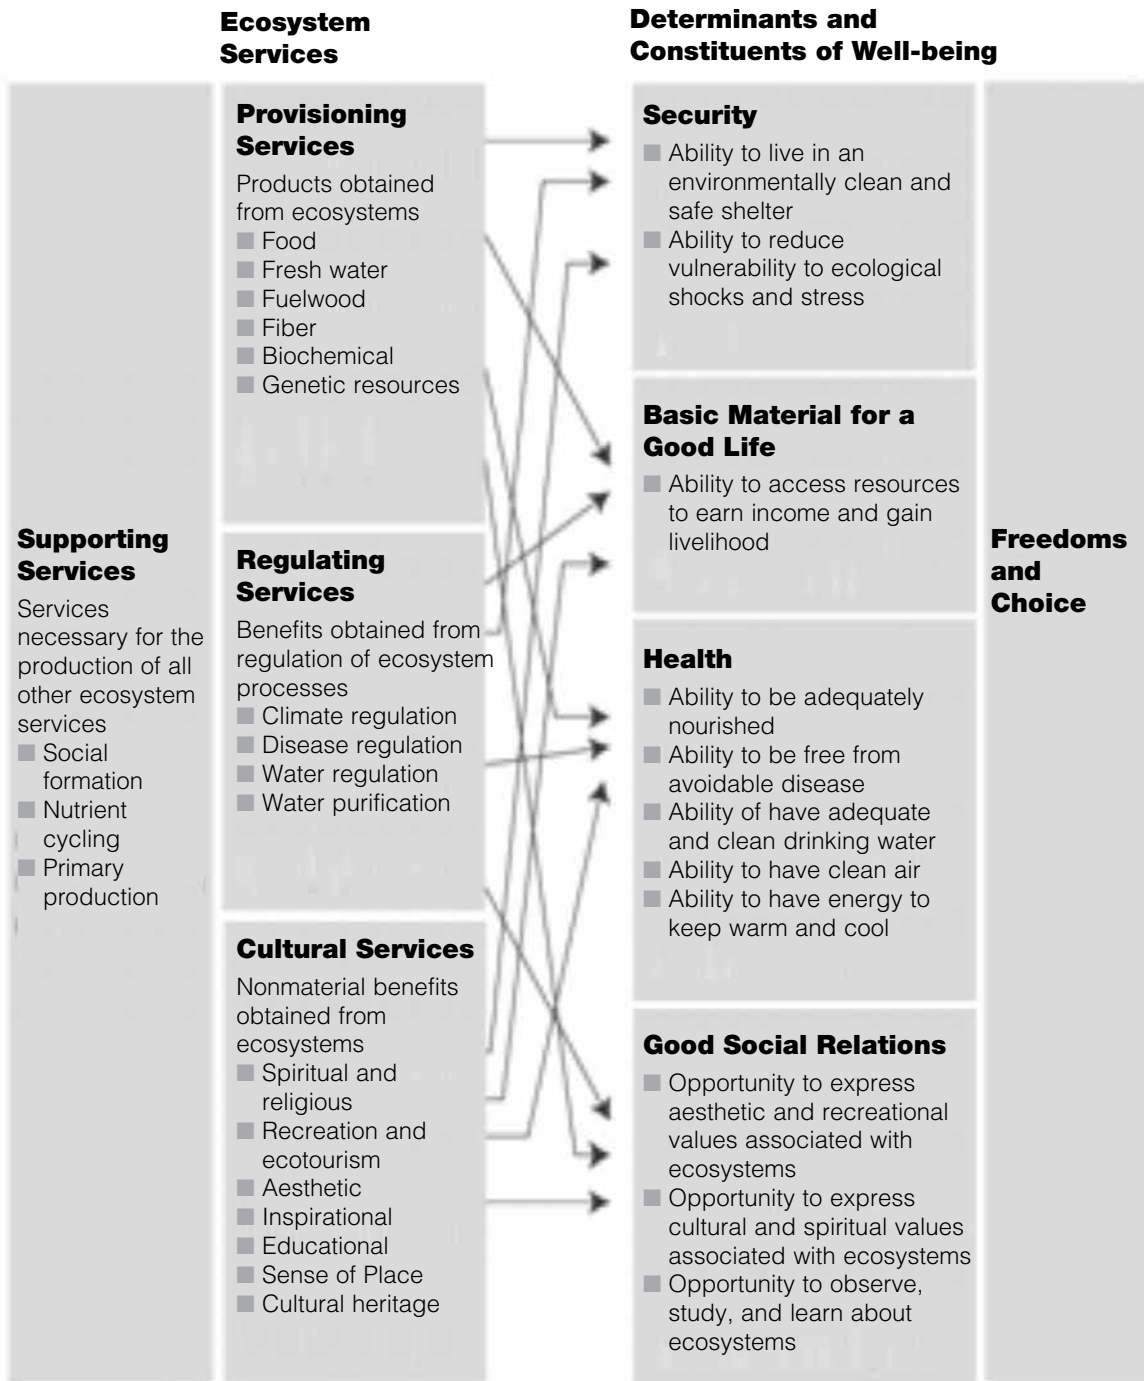 Ecosystem
Services
Determinants and
Constituents of Well-being
Supporting
Services
Services
necessary for the
production of all
other ecosystem
services
Social
formation
Nutrient
cycling
Primary
production
Provisioning
Services
Products obtained
from ecosystems
Food
Fresh water
Fuelwood
Fiber
Biochemical
Genetic resources
Regulating
Services
Benefits obtained from
regulation of ecosystem
processes
Climate regulation
Disease regulation
Water regulation
Water purification
Cultural Services
Nonmaterial benefits
obtained from
ecosystems
Spiritual and
religious
Recreation and
ecotourism
Aesthetic
Inspirational
Educational
Sense of Place
Cultural heritage
Security
Ability to live in an
environmentally clean and
safe shelter
Ability to reduce
vulnerability to ecological
shocks and stress
Basic Material for a
Good Life
Ability to access resources
to earn income and gain
livelihood
Health
Ability to be adequately
nourished
Ability to be free from
avoidable disease
Ability of have adequate
and clean drinking water
Ability to have clean air
Ability to have energy to
keep warm and cool
Good Social Relations
Opportunity to express
aesthetic and recreational
values associated with
ecosystems
Opportunity to express
cultural and spiritual values
associated with ecosystems
Opportunity to observe,
study, and learn about
ecosystems
Freedoms
and
Choice